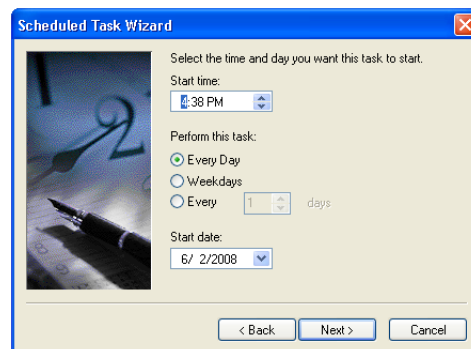 Scheduled Task Wizard
Select the time and day you want this task to start.
Start time:
4:38 PM
Perform this task:
Every Day
Weekdays
Every 1 days
Start date:
6/ 2/2008
< Back Next > Cancel